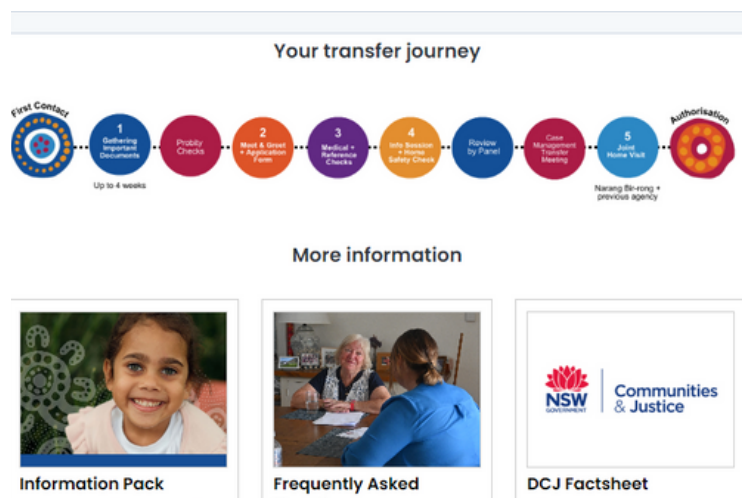 Your transfer journey
First Contact
1
Gathering
Important
Documents
Up to 4 weeks
Probity
Checks
2
Meet & Greet
+ Application
Form
3
Medical +
Reference
Checks
4
Info Session
+ Home
Safety Check
Review
by Panel
Case
Management
Transfer
Meeting
5
Joint
Home Visit
Narang Bir-rong +
previous agency
Authorisation
More information
NSW
GOVERNMENT
Communities
& Justice
Information Pack
Frequently Asked
DCJ Factsheet